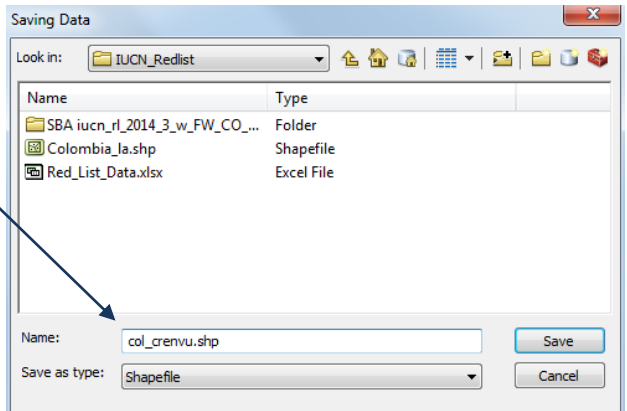 Saving Data
Look in: IUCN_Redlist
Name Type
SBA iucn_rl_2014_3_w_FW_CO_... Folder
Colombia_la.shp Shapefile
Red_List_Data.xlsx Excel File
Name: col_crenvu.shp Save
Save as type: Shapefile Cancel